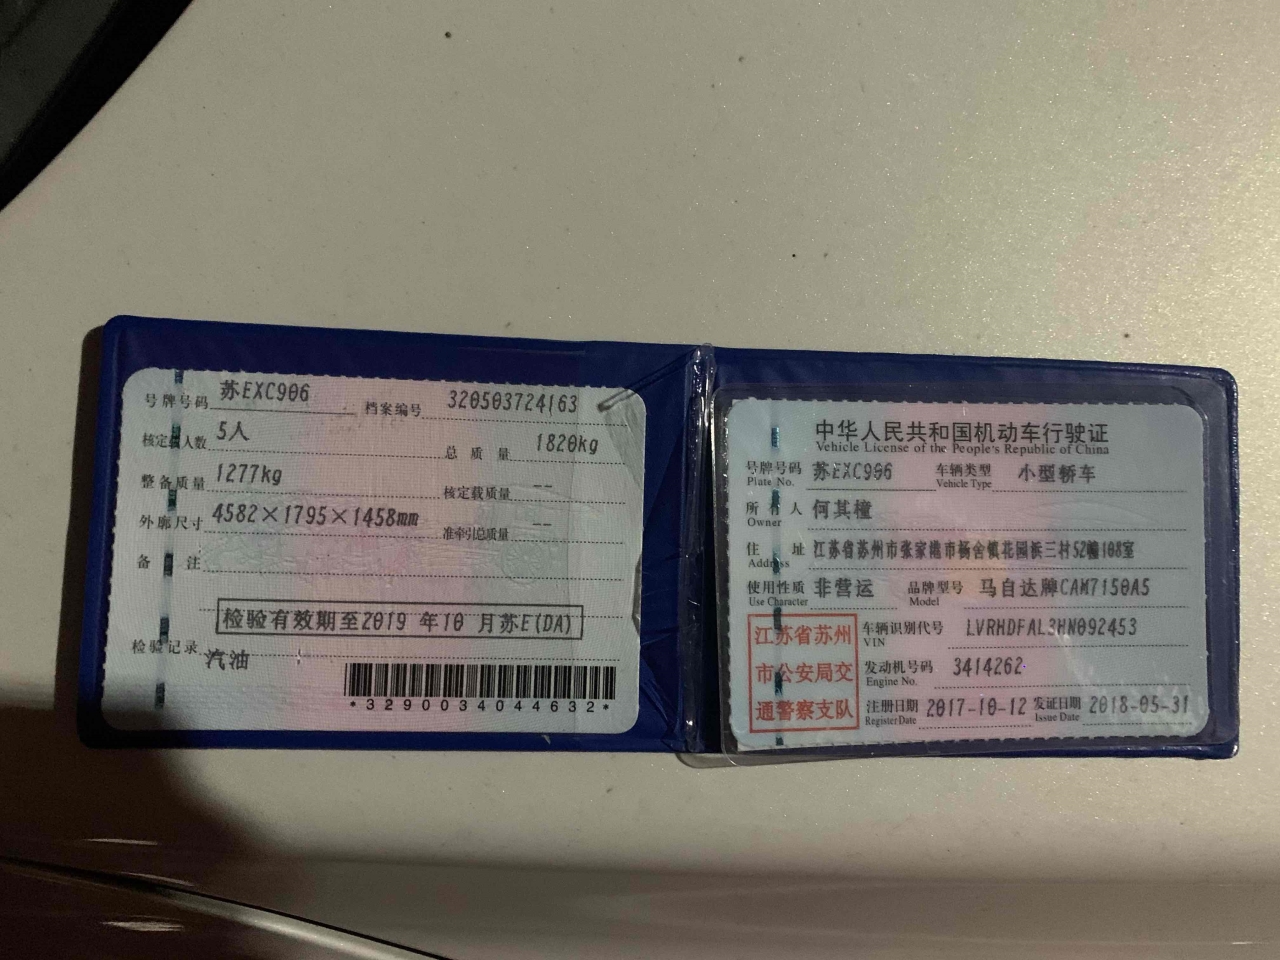 号牌号码 苏EXC906 档案编号 320503724163
核定载人数 5人 总质量 1820kg
整备质量 1277kg 核定载质量 --
外廓尺寸 4582×1795×1458mm 准牵引总质量 --
备注
检验有效期至2019 年10 月苏E(DA)
检验记录 汽油
*3290034044632*
中华人民共和国机动车行驶证
Vehicle License of the People's Republic of China
号牌号码 苏EXC906 车辆类型 小型轿车
Plate No. Vehicle Type
所有人 何其橦
Owner
住址 江苏省苏州市张家港市杨舍镇花园浜三村52幢108室
Address
使用性质 非营运 品牌型号 马自达牌CAM7150A5
Use Character Model
江苏省苏州
市公安局交
通警察支队
车辆识别代号 LVRHDFAL3HN092453
VIN
发动机号码 3414262
Engine No.
注册日期 2017-10-12 发证日期 2018-05-31
Register Date Issue Date